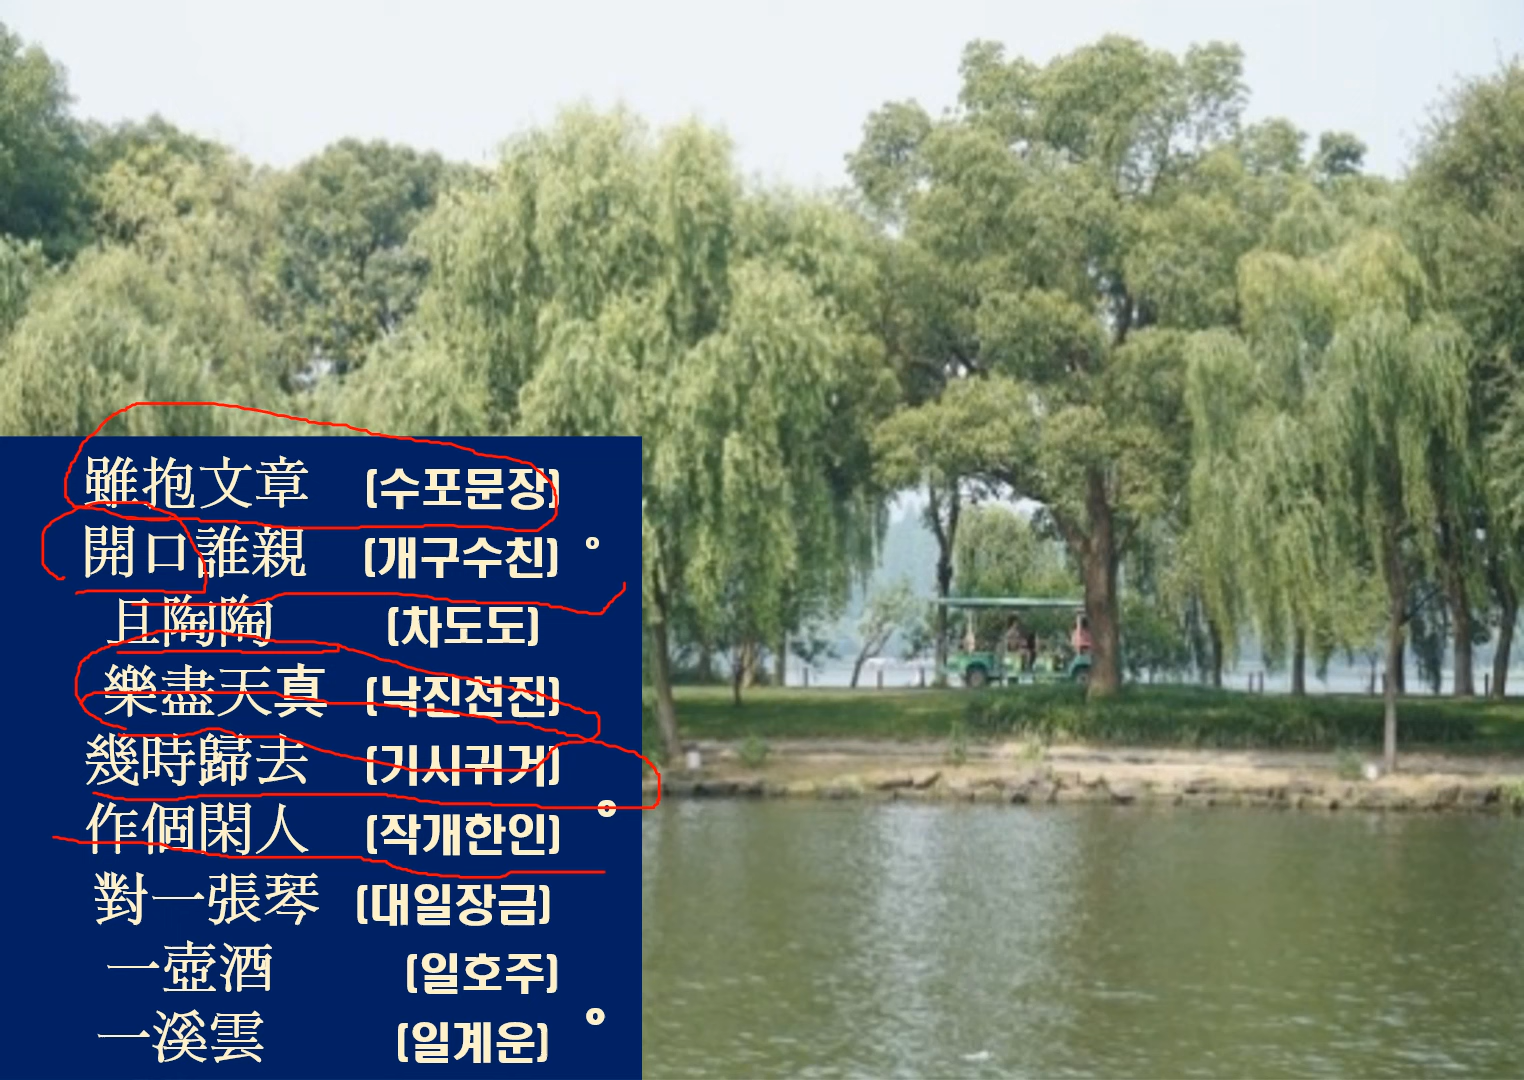 雖抱文章 (수포문장)
開口誰親 (개구수친) °
且陶陶 (차도도)
樂盡天真 (낙진천진)
幾時歸去 (기시귀거)
作個閑人 (작개한인) °
對一張琴 (대일장금)
一壺酒 (일호주)
一溪雲 (일계운) °